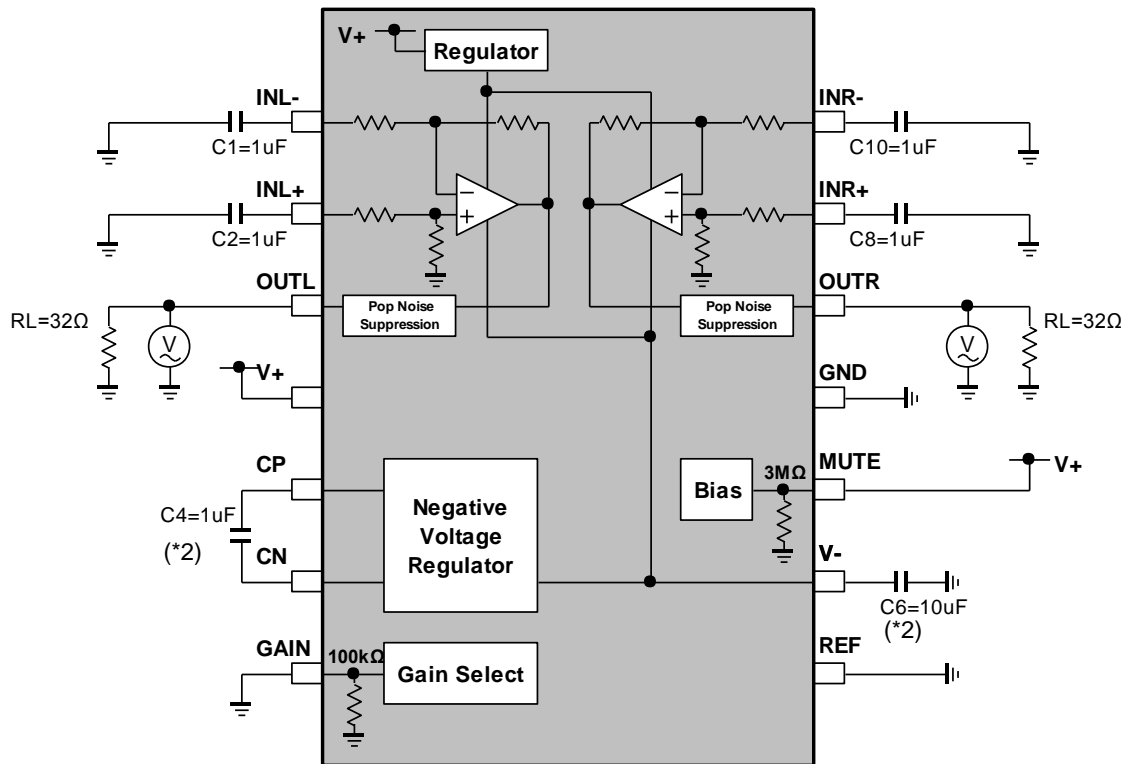 V+
Regulator
INL-
INR-
C1=1uF
C10=1uF
INL+
INR+
−
+
−
+
C2=1uF
C8=1uF
OUTL
OUTR
Pop Noise
Suppression
Pop Noise
Suppression
RL=32Ω
V
V
RL=32Ω
V+
GND
CP
MUTE
3MΩ
V+
Bias
Negative
Voltage
Regulator
C4=1uF
(*2)
CN
V-
C6=10uF
(*2)
GAIN
REF
100kΩ
Gain Select